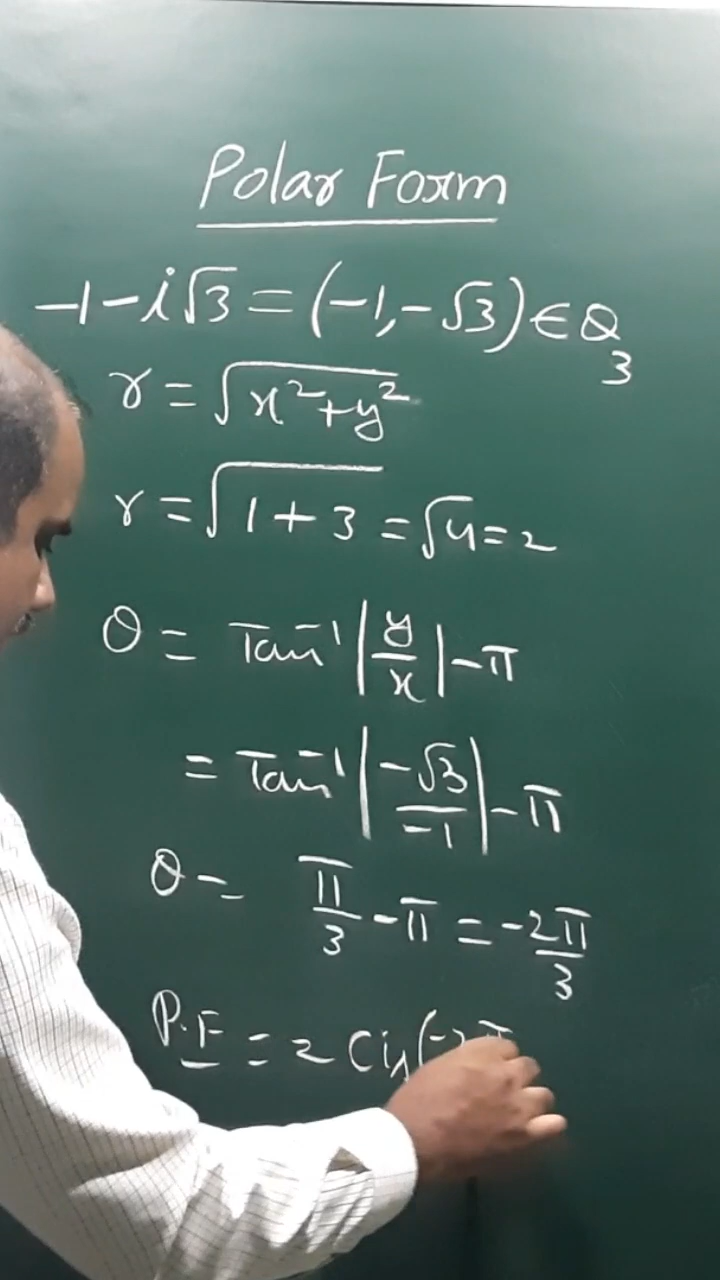 Polar Form
-1-i√3 = (-1,-√3) ∈ Q₃
r = √x²+y²
r = √1+3 = √4 = 2
θ = Tan⁻¹|y/x| - π
= Tan⁻¹|-√3/-1| - π
θ = π/3 - π = -2π/3
P.F = 2 Cis(-2π